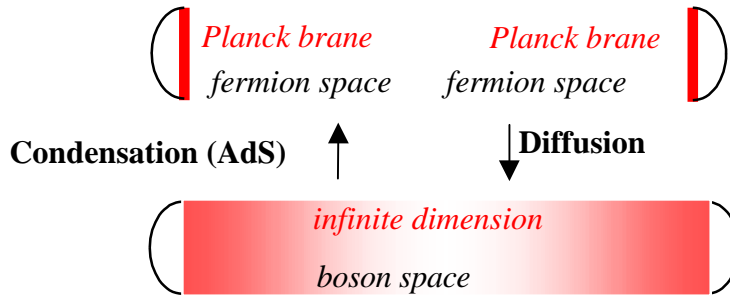 Planck brane Planck brane
fermion space fermion space
Condensation (AdS) Diffusion
infinite dimension
boson space